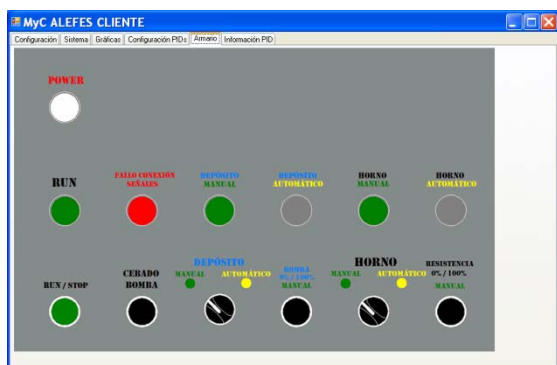 MyC ALEFES CLIENTE
Configuración Sistema Gráficas Configuración PIDs Armario Información PID
POWER
RUN
FALLO CONEXIÓN
SEÑALES
DEPÓSITO
MANUAL
DEPÓSITO
AUTOMÁTICO
HORNO
MANUAL
HORNO
AUTOMÁTICO
RUN / STOP
CEBADO
BOMBA
DEPÓSITO
MANUAL AUTOMÁTICO
BOMBA
0% / 100%
MANUAL
HORNO
MANUAL AUTOMÁTICO
RESISTENCIA
0% / 100%
MANUAL